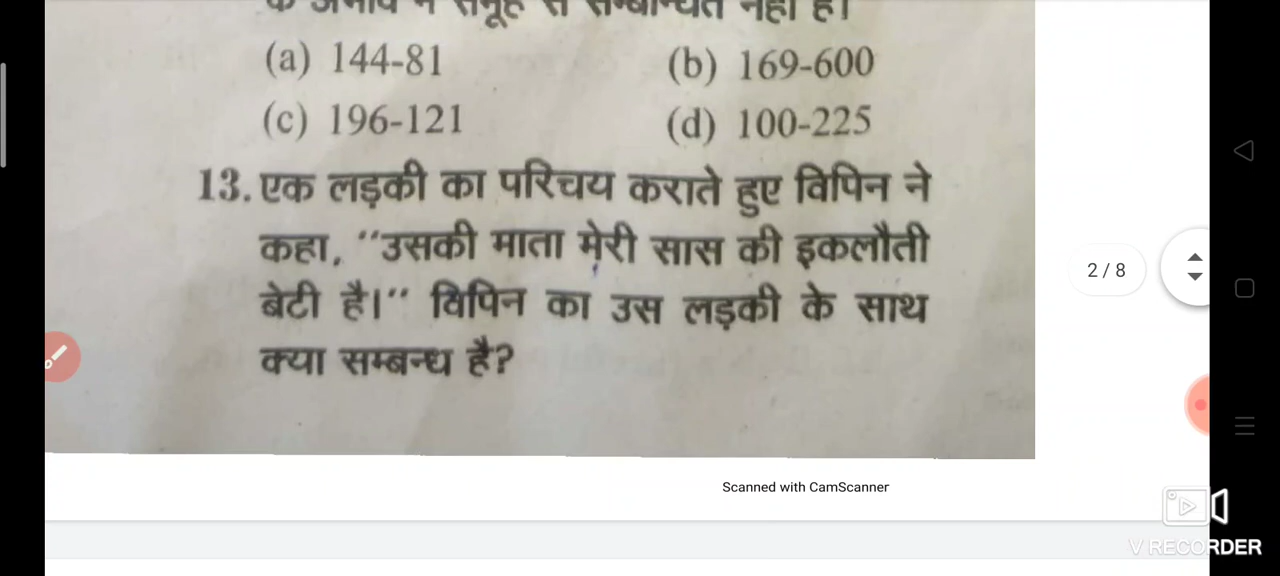 के अभाव में समूह से सम्बन्धित नहीं है।
(a) 144-81 (b) 169-600
(c) 196-121 (d) 100-225
13. एक लड़की का परिचय कराते हुए विपिन ने
कहा, "उसकी माता मेरी सास की इकलौती
बेटी है।" विपिन का उस लड़की के साथ
क्या सम्बन्ध है?
2 / 8
Scanned with CamScanner
V RECORDER